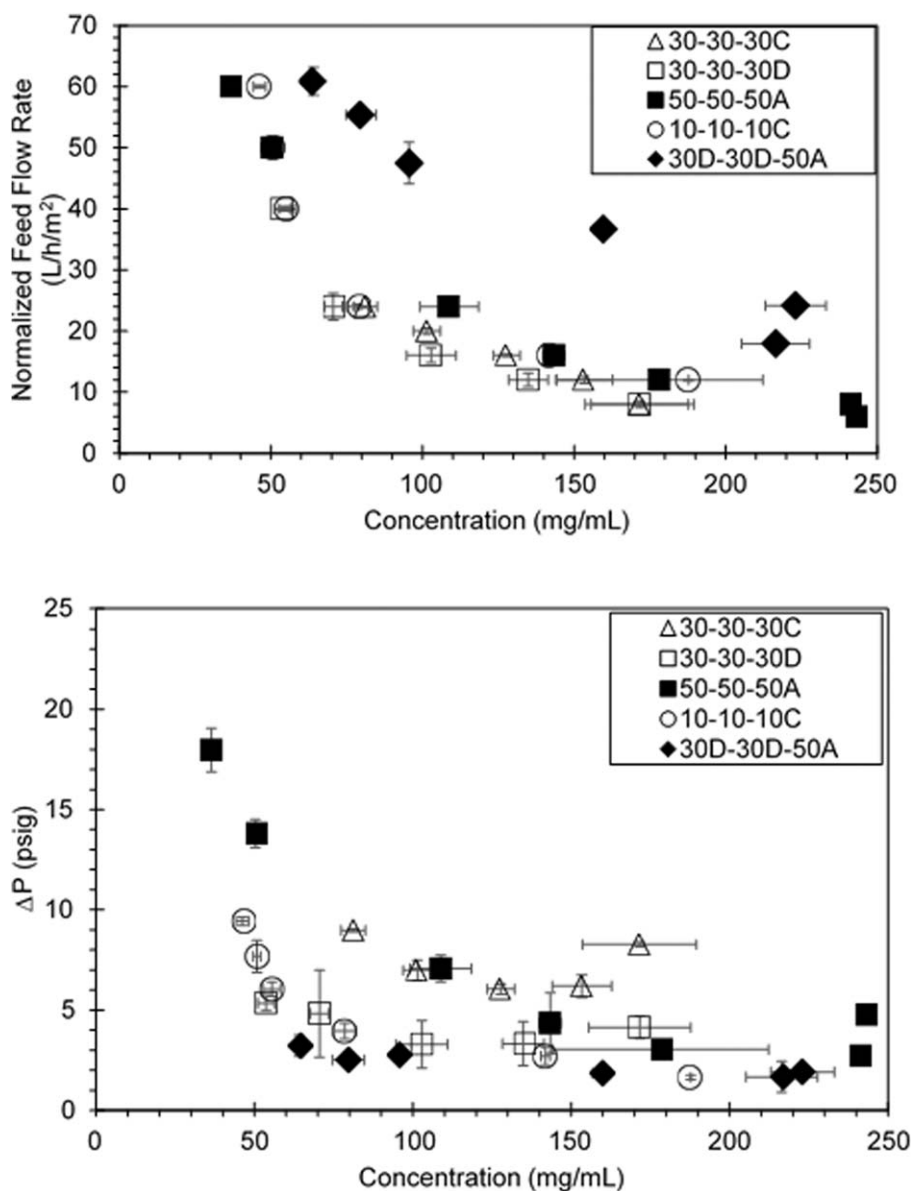 70
60
50
40
30
20
10
0
Normalized Feed Flow Rate
(L/h/m²)
30-30-30C
30-30-30D
50-50-50A
10-10-10C
30D-30D-50A
0 50 100 150 200 250
Concentration (mg/mL)
25
20
15
10
5
0
ΔP (psig)
30-30-30C
30-30-30D
50-50-50A
10-10-10C
30D-30D-50A
0 50 100 150 200 250
Concentration (mg/mL)